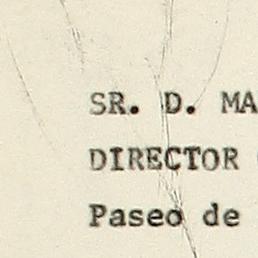 SR. D. MA
DIRECTOR
Paseo de